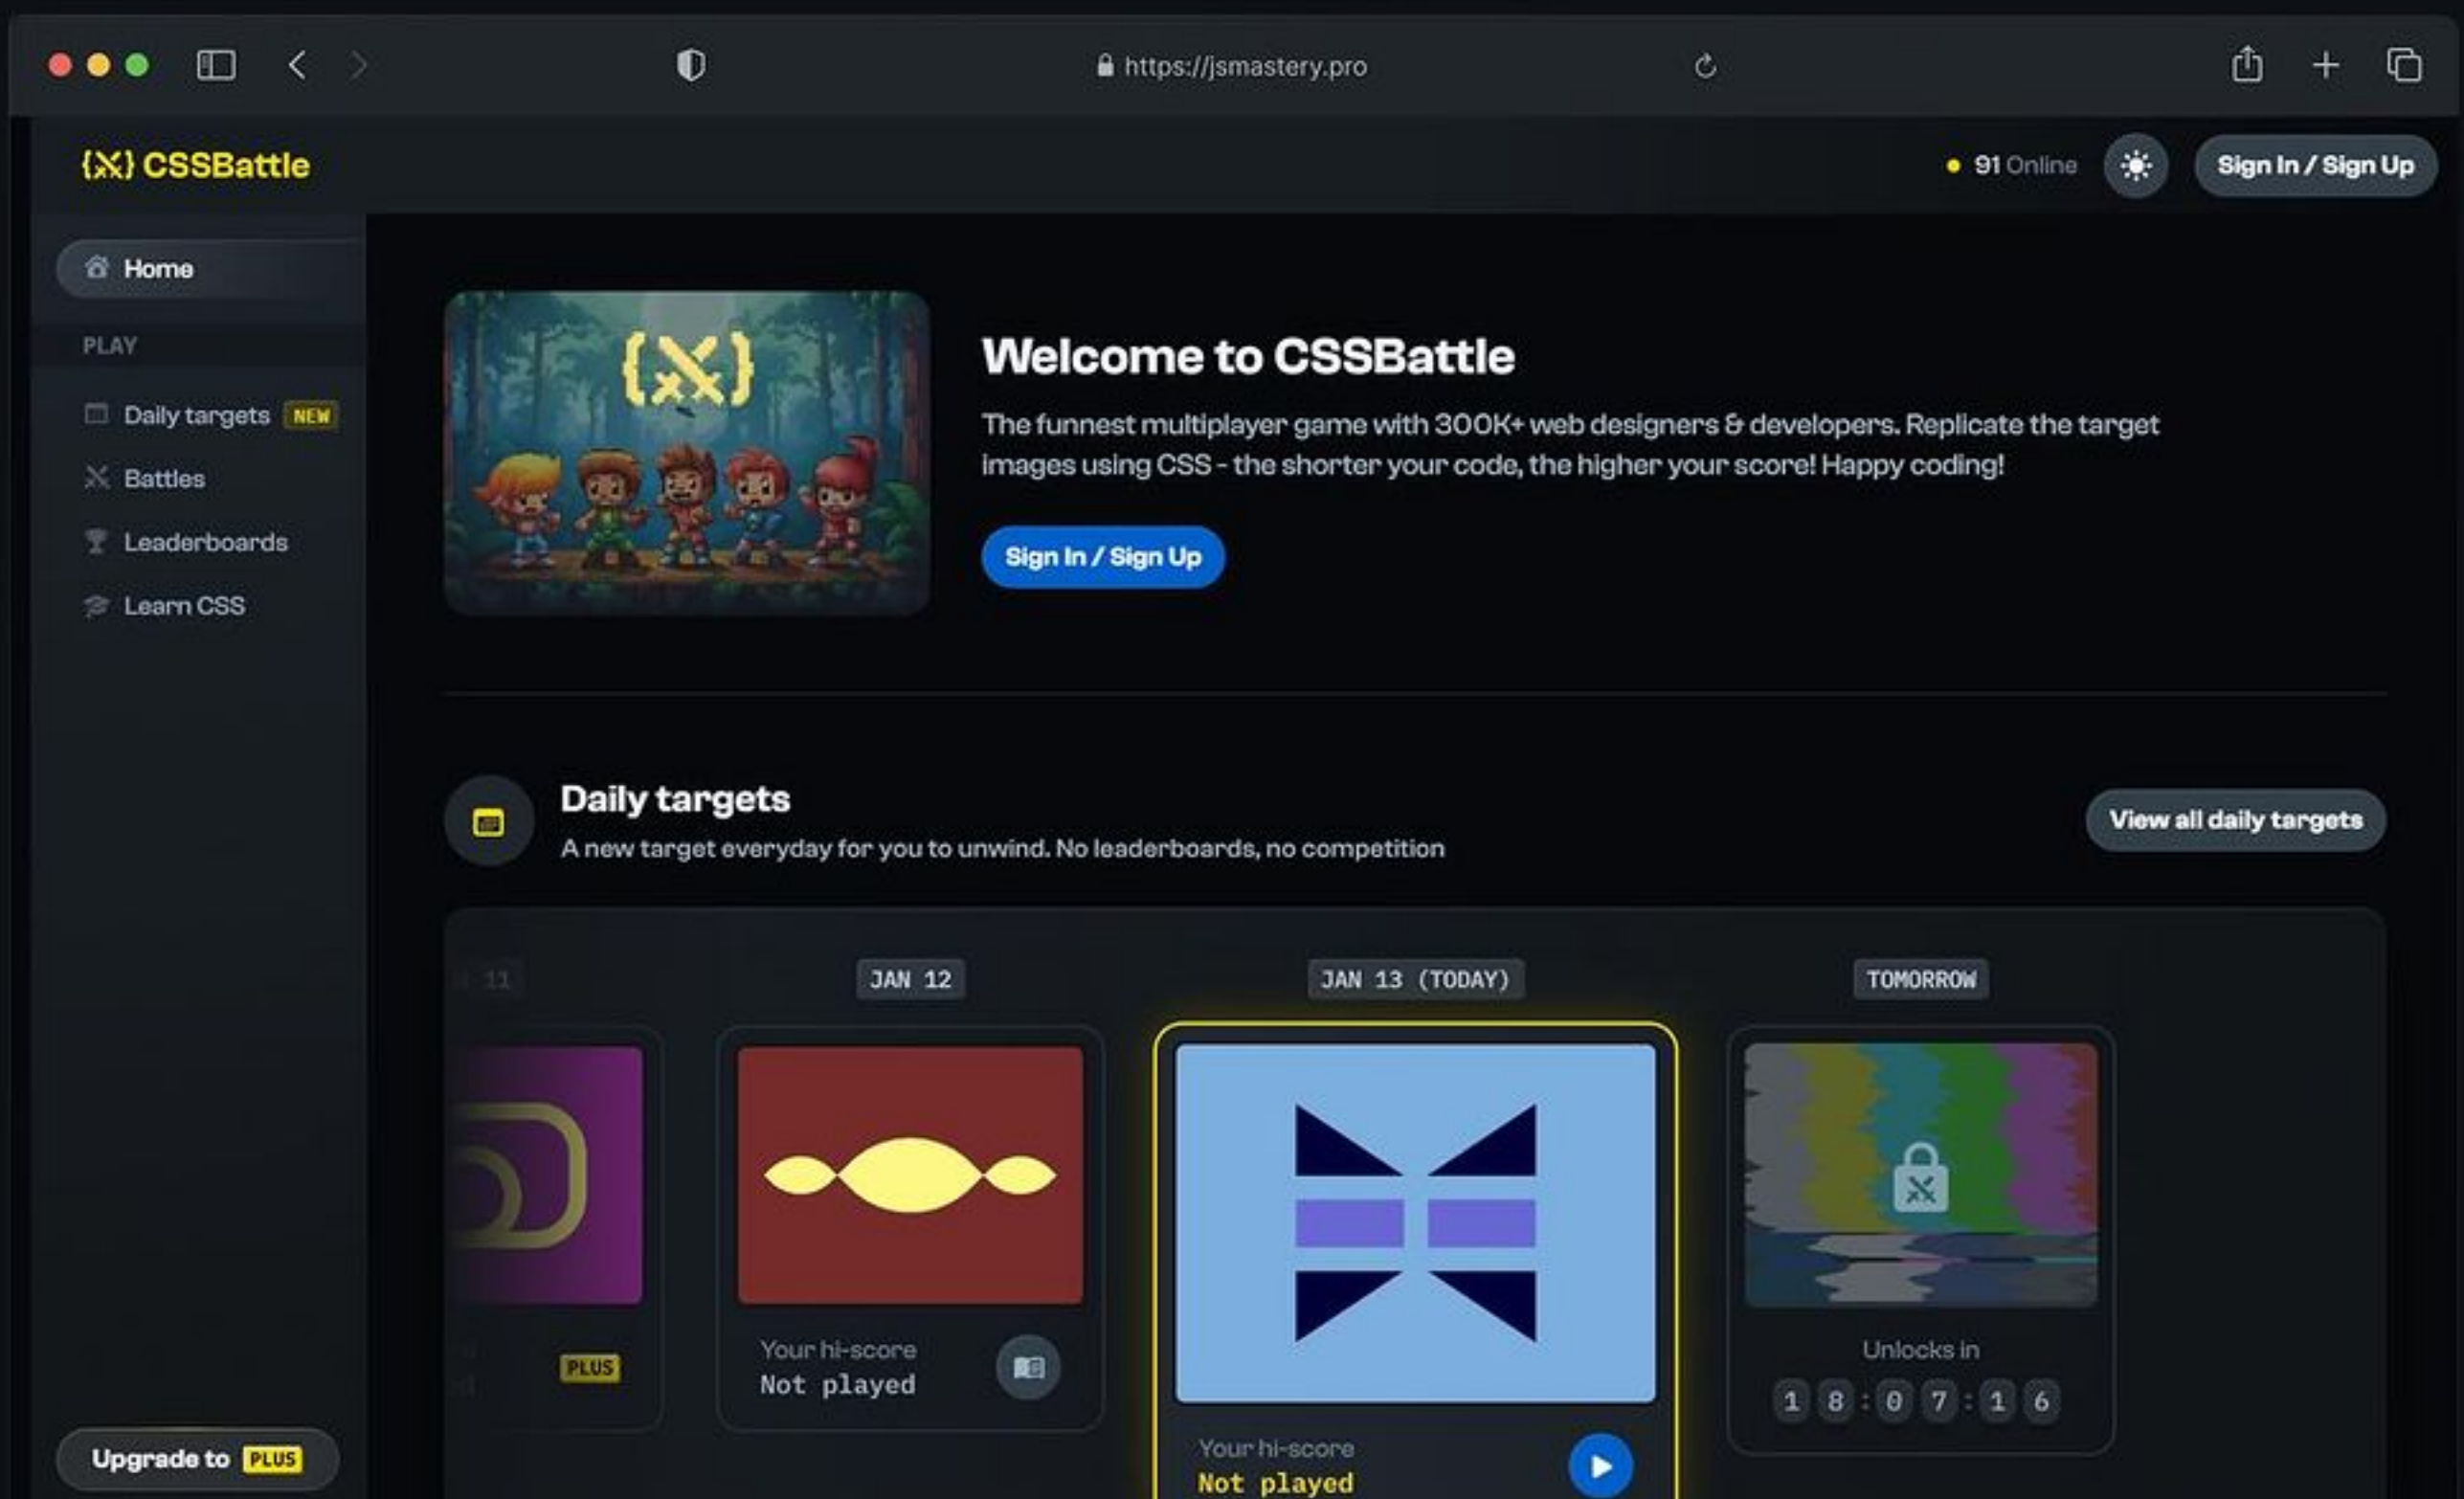 https://jsmastery.pro
{X} CSSBattle
91 Online
Sign In / Sign Up
Home
PLAY
Daily targets NEW
Battles
Leaderboards
Learn CSS
Upgrade to PLUS
Welcome to CSSBattle
The funnest multiplayer game with 300K+ web designers & developers. Replicate the target
images using CSS - the shorter your code, the higher your score! Happy coding!
Sign In / Sign Up
Daily targets
A new target everyday for you to unwind. No leaderboards, no competition
View all daily targets
11
JAN 12
JAN 13 (TODAY)
TOMORROW
PLUS
Your hi-score
Not played
Your hi-score
Not played
Unlocks in
18:07:16